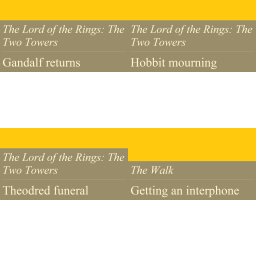 The Lord of the Rings: The
Two Towers
Gandalf returns
The Lord of the Rings: The
Two Towers
Hobbit mourning
The Lord of the Rings: The
Two Towers
Theodred funeral
The Walk
Getting an interphone